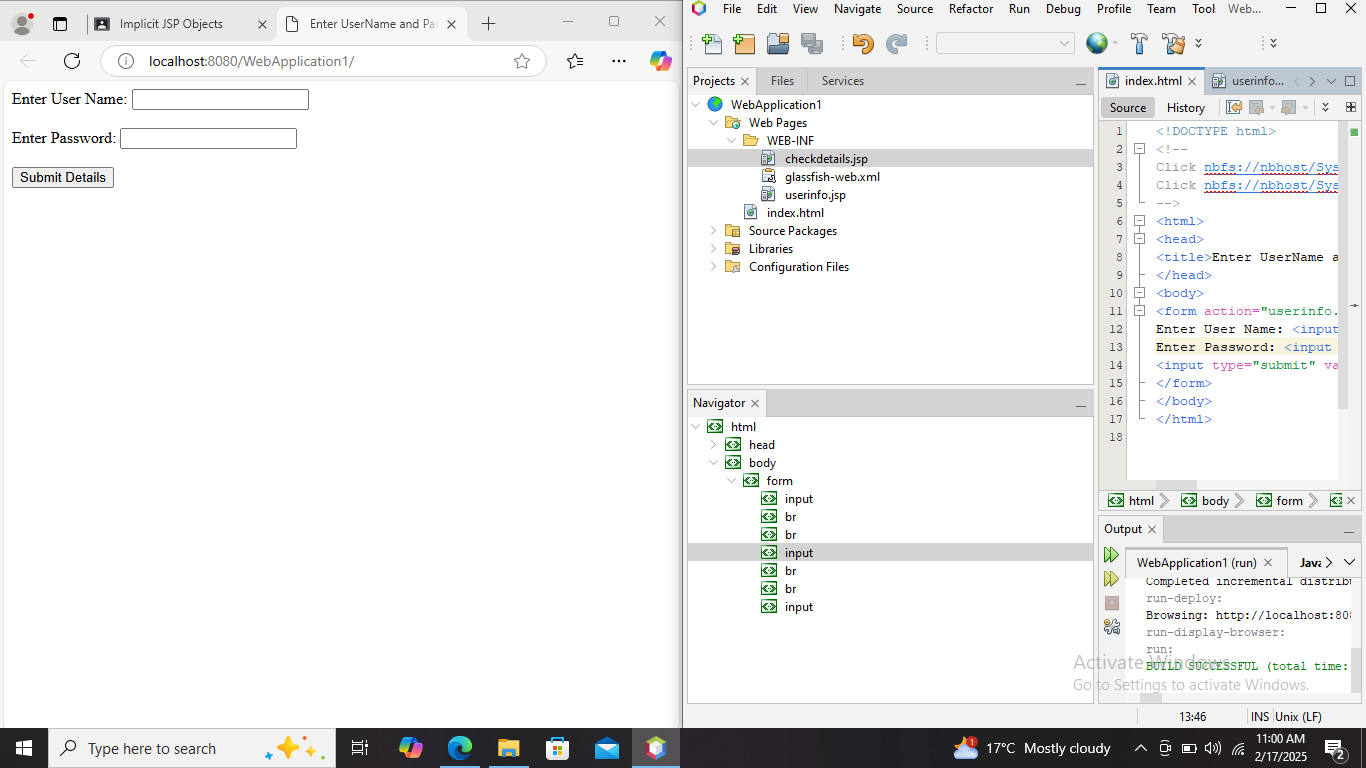 Implicit JSP Objects
Enter UserName and Pa
localhost:8080/WebApplication1/
Enter User Name:
Enter Password:
Submit Details
File Edit View Navigate Source Refactor Run Debug Profile Team Tool Web...
Projects Files Services
WebApplication1
Web Pages
WEB-INF
checkdetails.jsp
glassfish-web.xml
userinfo.jsp
index.html
Source Packages
Libraries
Configuration Files
Navigator
html
head
body
form
input
br
br
input
br
br
input
index.html userinfo...
Source History
1 <!DOCTYPE html>
2 <!--
3 Click nbfs://nbhost/Sys
4 Click nbfs://nbhost/Sys
5 -->
6 <html>
7 <head>
8 <title>Enter UserName a
9 </head>
10 <body>
11 <form action="userinfo.
12 Enter User Name: <input
13 Enter Password: <input
14 <input type="submit" va
15 </form>
16 </body>
17 </html>
18
html body form
Output
WebApplication1 (run) Java
Completed incremental distrib
run-deploy:
Browsing: http://localhost:808
run-display-browser:
run:
BUILD SUCCESSFUL (total time:
Activate Windows
Go to Settings to activate Windows.
13:46 INS Unix (LF)
Type here to search
1
17°C Mostly cloudy
11:00 AM
2/17/2025
2